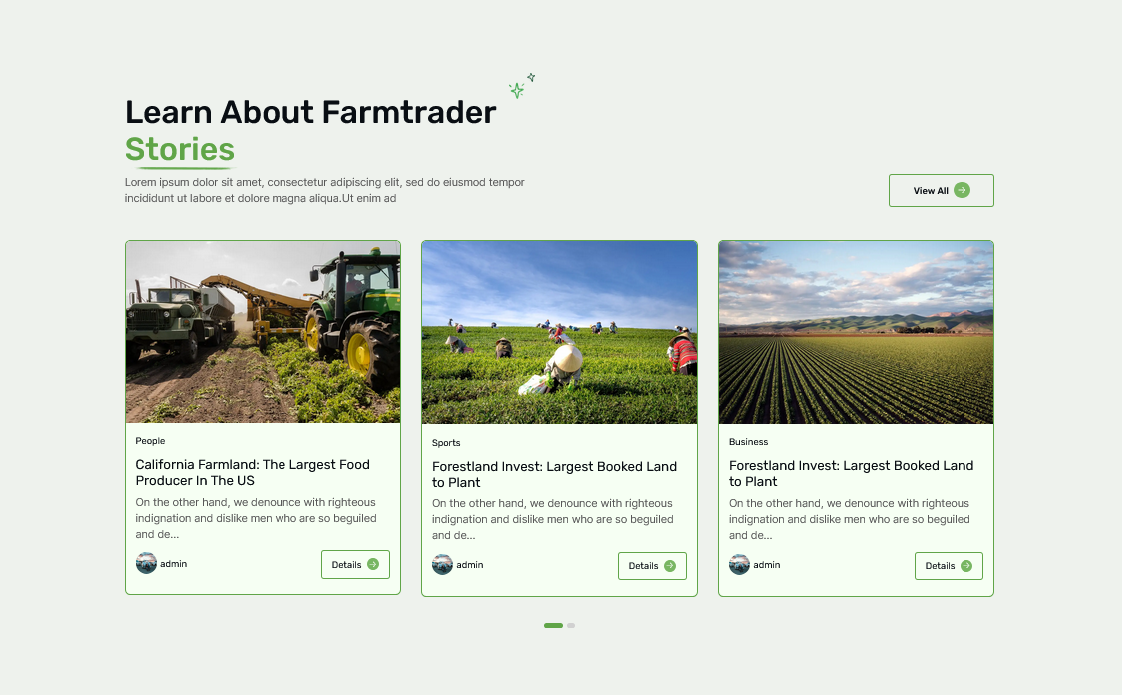 Learn About Farmtrader
Stories
Lorem ipsum dolor sit amet, consectetur adipiscing elit, sed do eiusmod tempor
incididunt ut labore et dolore magna aliqua.Ut enim ad
View All
People
California Farmland: The Largest Food
Producer In The US
On the other hand, we denounce with righteous
indignation and dislike men who are so beguiled
and de...
admin
Details
Sports
Forestland Invest: Largest Booked Land
to Plant
On the other hand, we denounce with righteous
indignation and dislike men who are so beguiled
and de...
admin
Details
Business
Forestland Invest: Largest Booked Land
to Plant
On the other hand, we denounce with righteous
indignation and dislike men who are so beguiled
and de...
admin
Details